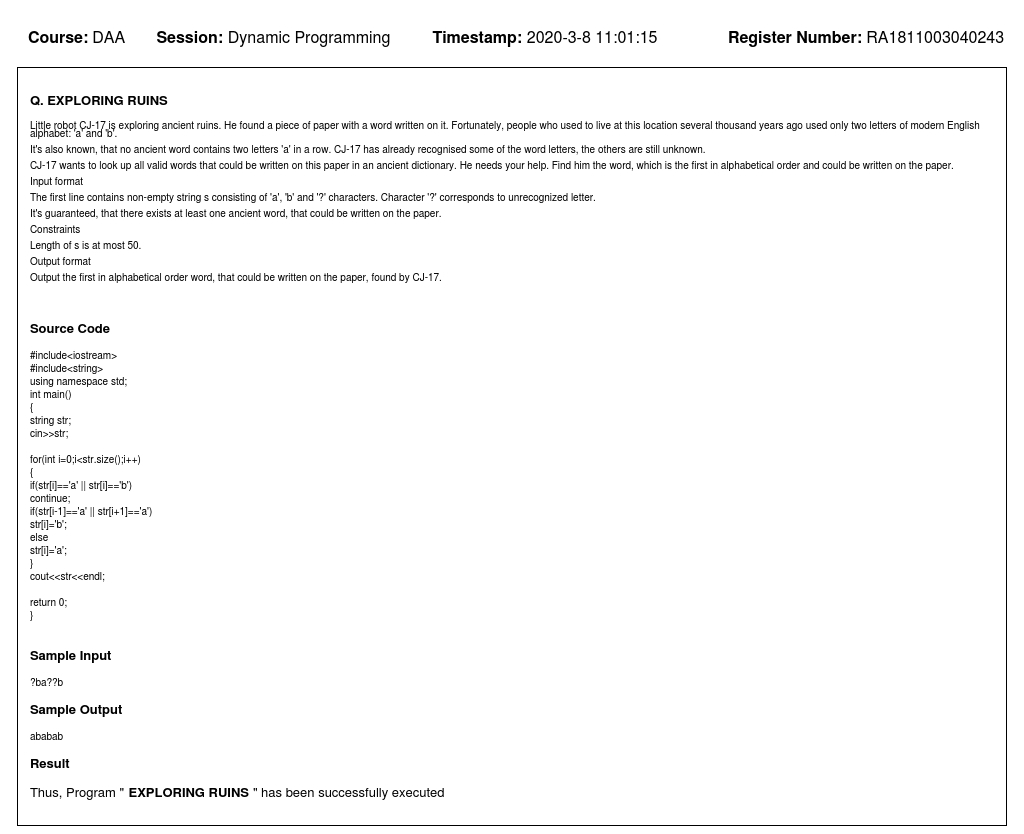 Course: DAA Session: Dynamic Programming Timestamp: 2020-3-8 11:01:15 Register Number: RA1811003040243
Q. EXPLORING RUINS
Little robot CJ-17 is exploring ancient ruins. He found a piece of paper with a word written on it. Fortunately, people who used to live at this location several thousand years ago used only two letters of modern English
alphabet: 'a' and 'b'.
It's also known, that no ancient word contains two letters 'a' in a row. CJ-17 has already recognised some of the word letters, the others are still unknown.
CJ-17 wants to look up all valid words that could be written on this paper in an ancient dictionary. He needs your help. Find him the word, which is the first in alphabetical order and could be written on the paper.
Input format
The first line contains non-empty string s consisting of 'a', 'b' and '?' characters. Character '?' corresponds to unrecognized letter.
It's guaranteed, that there exists at least one ancient word, that could be written on the paper.
Constraints
Length of s is at most 50.
Output format
Output the first in alphabetical order word, that could be written on the paper, found by CJ-17.
Source Code
#include<iostream>
#include<string>
using namespace std;
int main()
{
string str;
cin>>str;
for(int i=0;i<str.size();i++)
{
if(str[i]=='a' || str[i]=='b')
continue;
if(str[i-1]=='a' || str[i+1]=='a')
str[i]='b';
else
str[i]='a';
}
cout<<str<<endl;
return 0;
}
Sample Input
?ba??b
Sample Output
ababab
Result
Thus, Program " EXPLORING RUINS " has been successfully executed